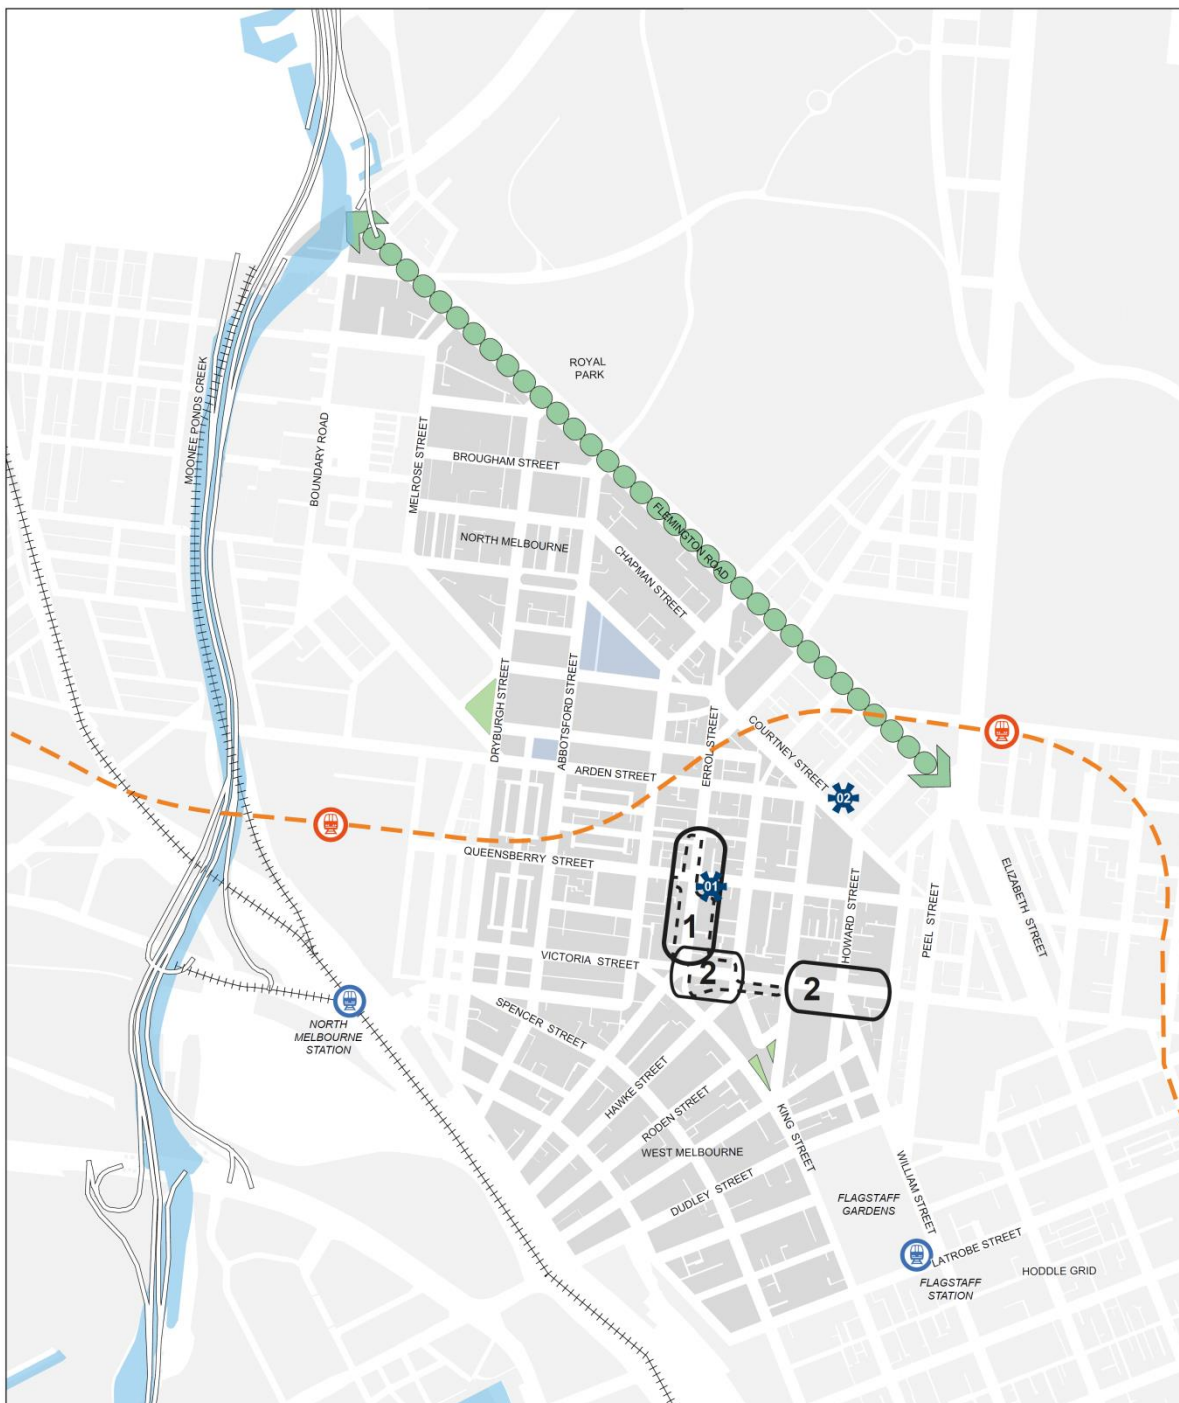 ROYAL
PARK
MOONEE PONDS CREEK
BOUNDARY ROAD
MELROSE STREET
BROUGHAM STREET
FLEMINGTON ROAD
NORTH MELBOURNE
CHAPMAN STREET
DRYBURGH STREET
ABBOTSFORD STREET
ERROL STREET
COURTNEY STREET
ARDEN STREET
02
QUEENSBERRY STREET
01
1
HOWARD STREET
PEEL STREET
ELIZABETH STREET
VICTORIA STREET
2
2
NORTH
MELBOURNE
STATION
SPENCER STREET
HAWKE STREET
RODEN STREET
KING STREET
WEST MELBOURNE
DUDLEY STREET
WILLIAM STREET
FLAGSTAFF
GARDENS
LATROBE STREET
HODDLE GRID
FLAGSTAFF
STATION